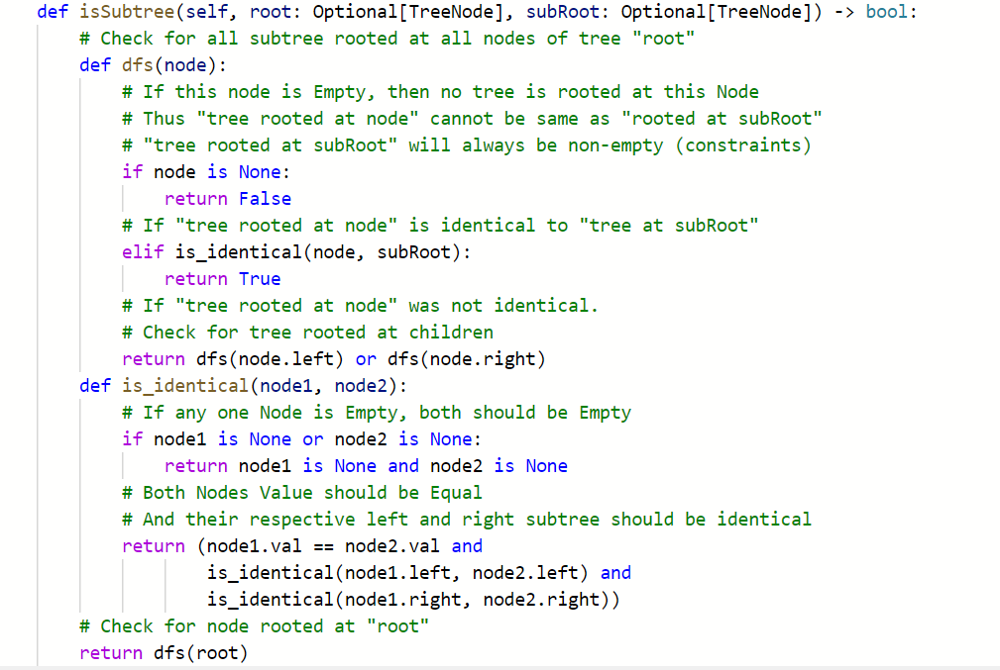 def isSubtree(self, root: Optional[TreeNode], subRoot: Optional[TreeNode]) -> bool:
    # Check for all subtree rooted at all nodes of tree "root"
    def dfs(node):
        # If this node is Empty, then no tree is rooted at this Node
        # Thus "tree rooted at node" cannot be same as "rooted at subRoot"
        # "tree rooted at subRoot" will always be non-empty (constraints)
        if node is None:
            return False
        # If "tree rooted at node" is identical to "tree at subRoot"
        elif is_identical(node, subRoot):
            return True
        # If "tree rooted at node" was not identical.
        # Check for tree rooted at children
        return dfs(node.left) or dfs(node.right)
    def is_identical(node1, node2):
        # If any one Node is Empty, both should be Empty
        if node1 is None or node2 is None:
            return node1 is None and node2 is None
        # Both Nodes Value should be Equal
        # And their respective left and right subtree should be identical
        return (node1.val == node2.val and
                is_identical(node1.left, node2.left) and
                is_identical(node1.right, node2.right))
    # Check for node rooted at "root"
    return dfs(root)